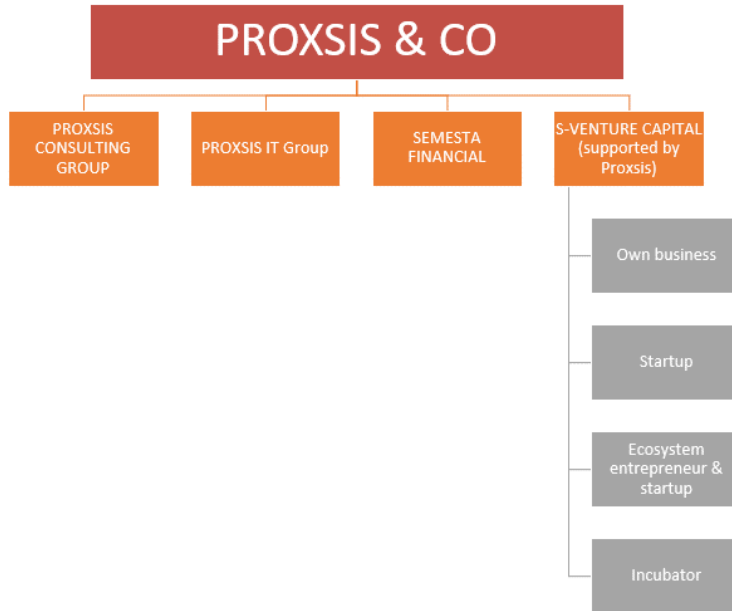 PROXSIS & CO
PROXSIS
CONSULTING
GROUP
PROXSIS IT Group
SEMESTA
FINANCIAL
S-VENTURE CAPITAL
(supported by
Proxsis)
Own business
Startup
Ecosystem
entrepreneur &
startup
Incubator